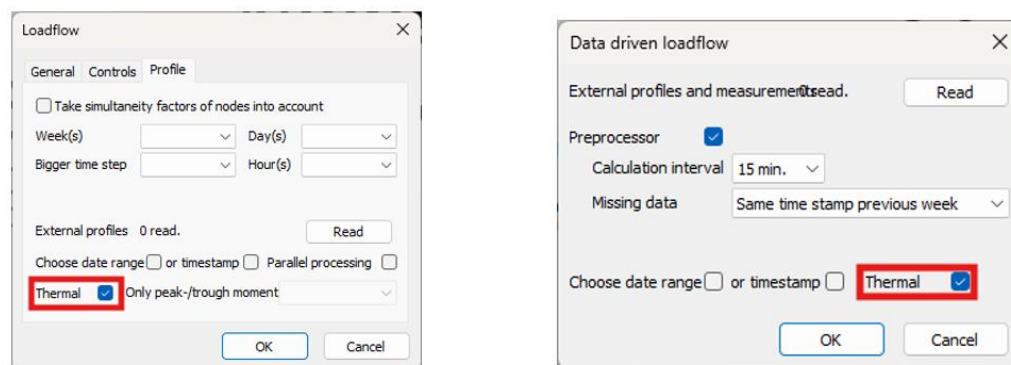 Loadflow
General Controls Profile
Take simultaneity factors of nodes into account
Week(s) Day(s)
Bigger time step Hour(s)
External profiles 0 read. Read
Choose date range or timestamp Parallel processing
Thermal Only peak-/trough moment
OK Cancel
Data driven loadflow
External profiles and measurements 0 read. Read
Preprocessor
Calculation interval 15 min.
Missing data Same time stamp previous week
Choose date range or timestamp Thermal
OK Cancel